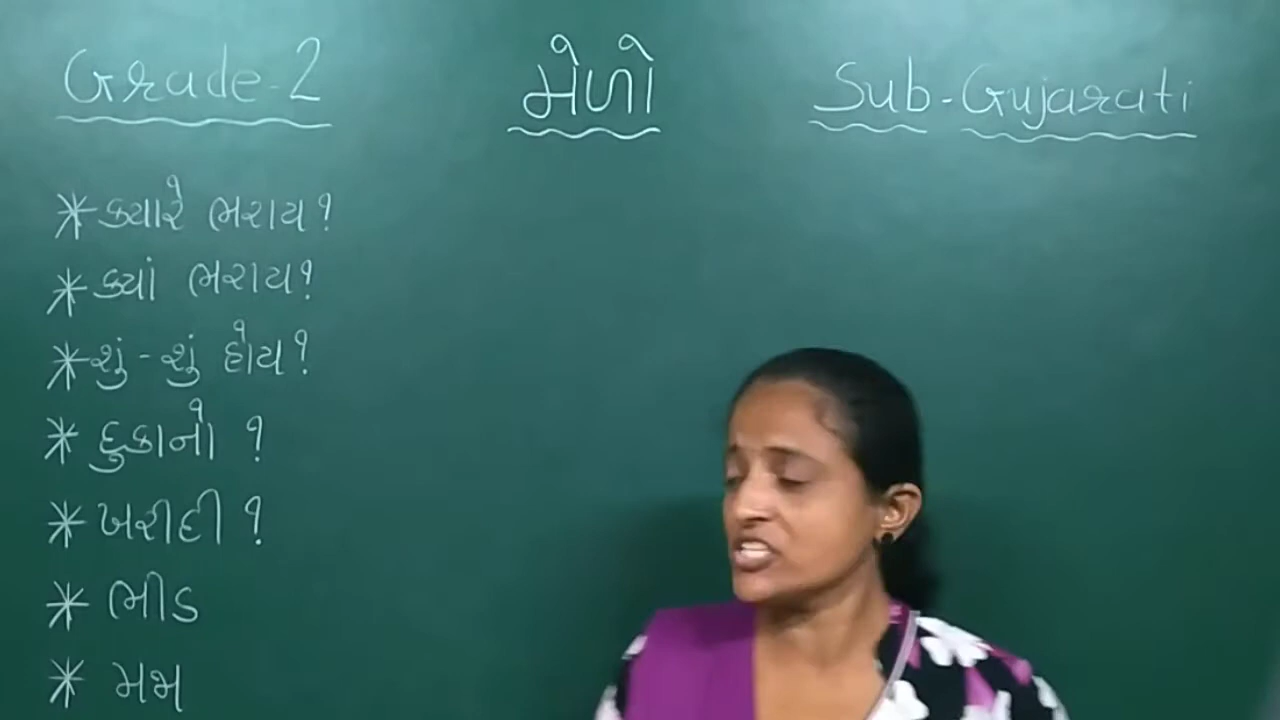 Grade-2
મેળો
Sub-Gujarati
* ક્યારે ભરાય?
* ક્યાં ભરાય?
* શું-શું હોય?
* દુકાનો ?
* ખરીદી ?
* ભીડ
* મજા